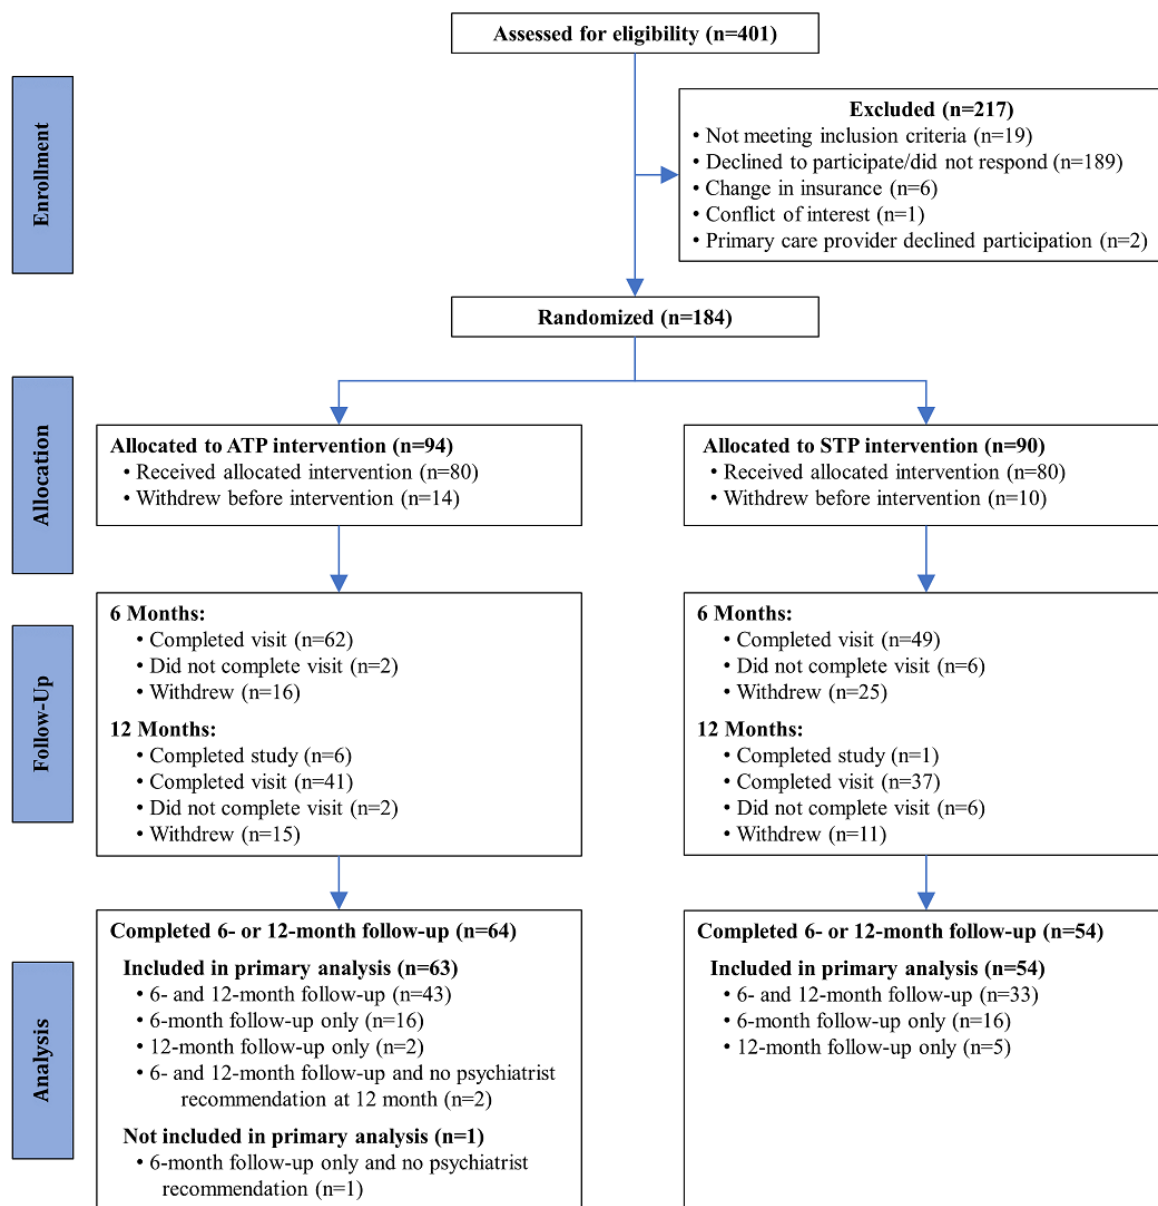 Assessed for eligibility (n=401)
Enrollment
Excluded (n=217)
• Not meeting inclusion criteria (n=19)
• Declined to participate/did not respond (n=189)
• Change in insurance (n=6)
• Conflict of interest (n=1)
• Primary care provider declined participation (n=2)
Randomized (n=184)
Allocation
Allocated to ATP intervention (n=94)
• Received allocated intervention (n=80)
• Withdrew before intervention (n=14)
Allocated to STP intervention (n=90)
• Received allocated intervention (n=80)
• Withdrew before intervention (n=10)
Follow-Up
6 Months:
• Completed visit (n=62)
• Did not complete visit (n=2)
• Withdrew (n=16)
12 Months:
• Completed study (n=6)
• Completed visit (n=41)
• Did not complete visit (n=2)
• Withdrew (n=15)
6 Months:
• Completed visit (n=49)
• Did not complete visit (n=6)
• Withdrew (n=25)
12 Months:
• Completed study (n=1)
• Completed visit (n=37)
• Did not complete visit (n=6)
• Withdrew (n=11)
Analysis
Completed 6- or 12-month follow-up (n=64)
Included in primary analysis (n=63)
• 6- and 12-month follow-up (n=43)
• 6-month follow-up only (n=16)
• 12-month follow-up only (n=2)
• 6- and 12-month follow-up and no psychiatrist
recommendation at 12 month (n=2)
Not included in primary analysis (n=1)
• 6-month follow-up only and no psychiatrist
recommendation (n=1)
Completed 6- or 12-month follow-up (n=54)
Included in primary analysis (n=54)
• 6- and 12-month follow-up (n=33)
• 6-month follow-up only (n=16)
• 12-month follow-up only (n=5)